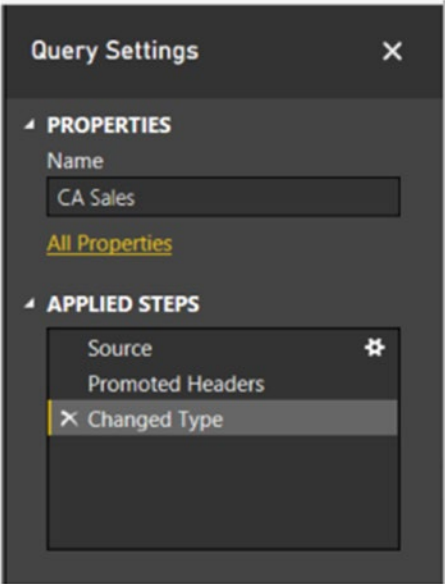 Query Settings
PROPERTIES
Name
CA Sales
All Properties
APPLIED STEPS
Source
Promoted Headers
Changed Type